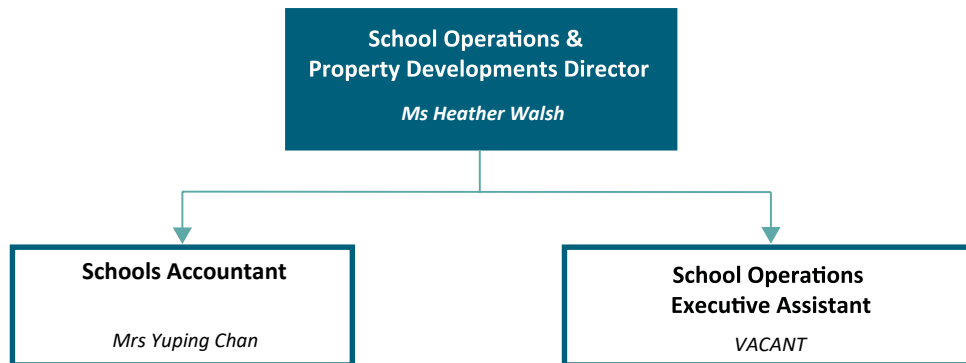 School Operations &
Property Developments Director
Ms Heather Walsh
Schools Accountant
Mrs Yuping Chan
School Operations
Executive Assistant
VACANT